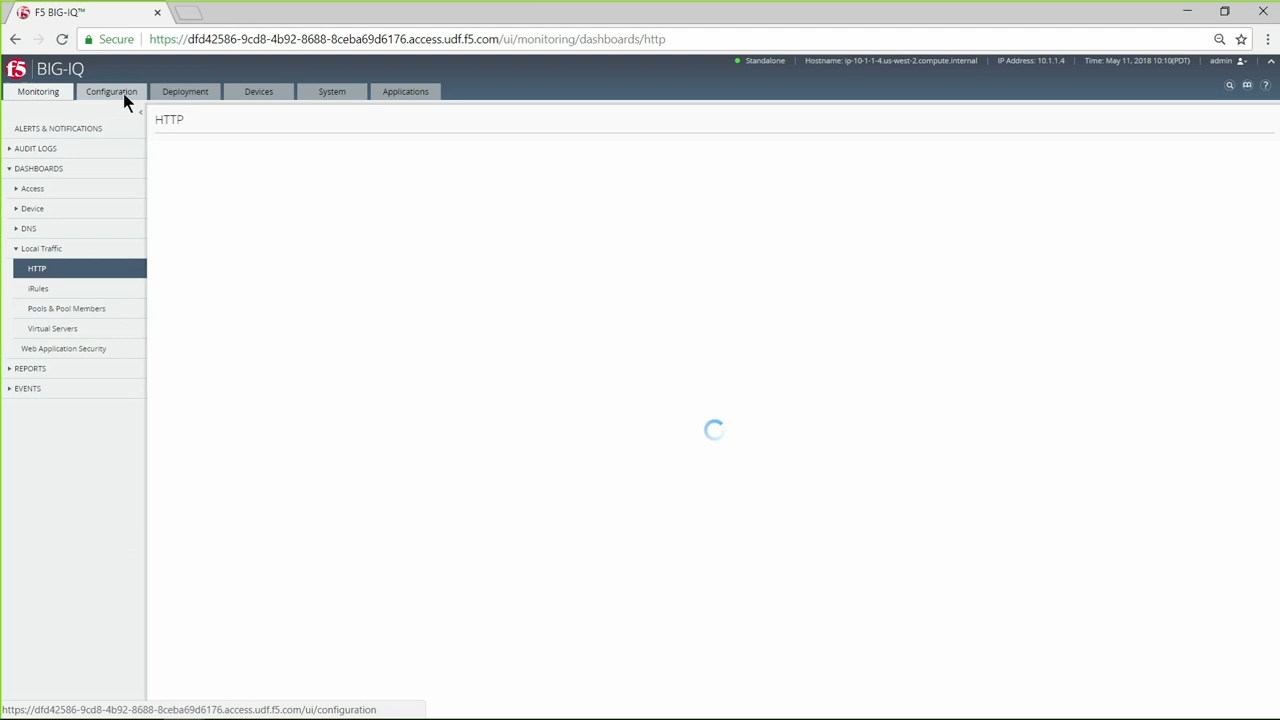 F5 BIG-IQ™
Secure https://dfd42586-9cd8-4b92-8688-8ceba69d6176.access.udf.f5.com/ui/monitoring/dashboards/http
f5 BIG-IQ Standalone Hostname: ip-10-1-1-4.us-west-2.compute.internal IP Address: 10.1.1.4 Time: May 11, 2018 10:10(PDT) admin
Monitoring Configuration Deployment Devices System Applications
HTTP
ALERTS & NOTIFICATIONS
AUDIT LOGS
DASHBOARDS
Access
Device
DNS
Local Traffic
HTTP
iRules
Pools & Pool Members
Virtual Servers
Web Application Security
REPORTS
EVENTS
https://dfd42586-9cd8-4b92-8688-8ceba69d6176.access.udf.f5.com/ui/configuration